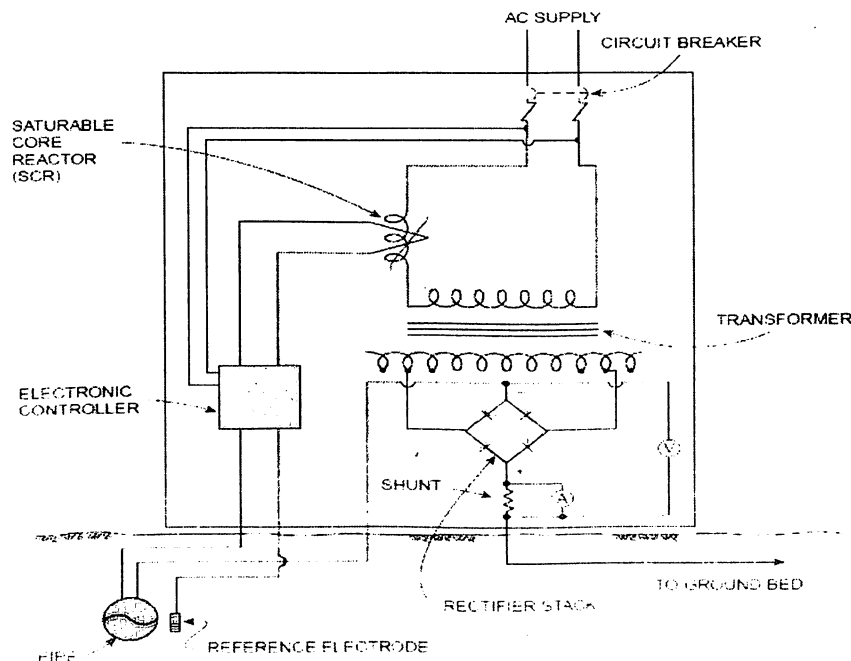 AC SUPPLY
CIRCUIT BREAKER
SATURABLE
CORE
REACTOR
(SCR)
TRANSFORMER
ELECTRONIC
CONTROLLER
V
SHUNT
A
TO GROUND BED
RECTIFIER STACK
REFERENCE ELECTRODE
PIPE